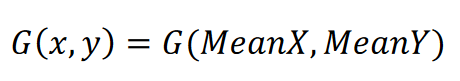 G(x, y) = G(MeanX, MeanY)